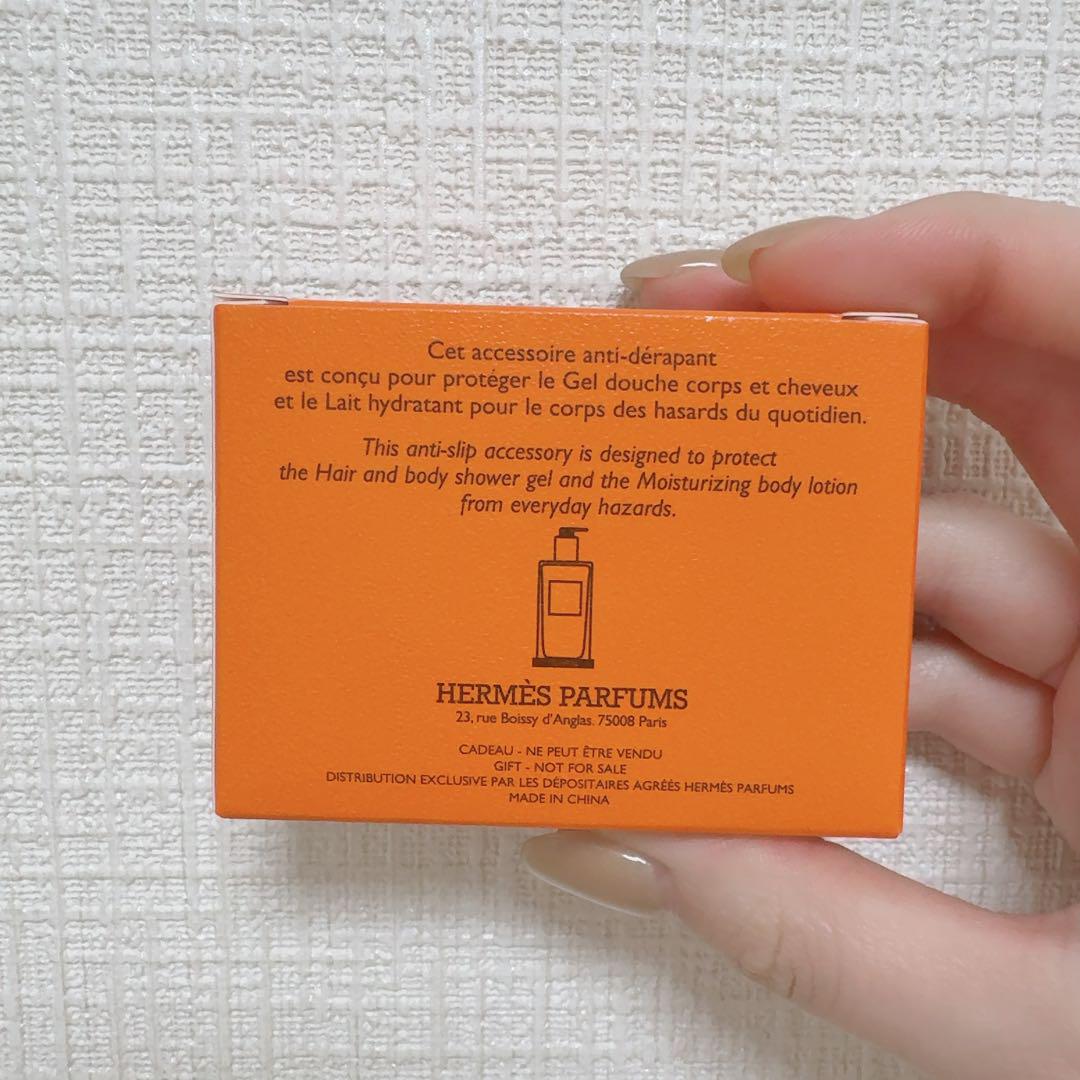 Cet accessoire anti-dérapant
est conçu pour protéger le Gel douche corps et cheveux
et le Lait hydratant pour le corps des hasards du quotidien.
This anti-slip accessory is designed to protect
the Hair and body shower gel and the Moisturizing body lotion
from everyday hazards.
HERMÈS PARFUMS
23, rue Boissy d'Anglas. 75008 Paris
CADEAU - NE PEUT ÊTRE VENDU
GIFT - NOT FOR SALE
DISTRIBUTION EXCLUSIVE PAR LES DÉPOSITAIRES AGRÉÉS HERMÈS PARFUMS
MADE IN CHINA